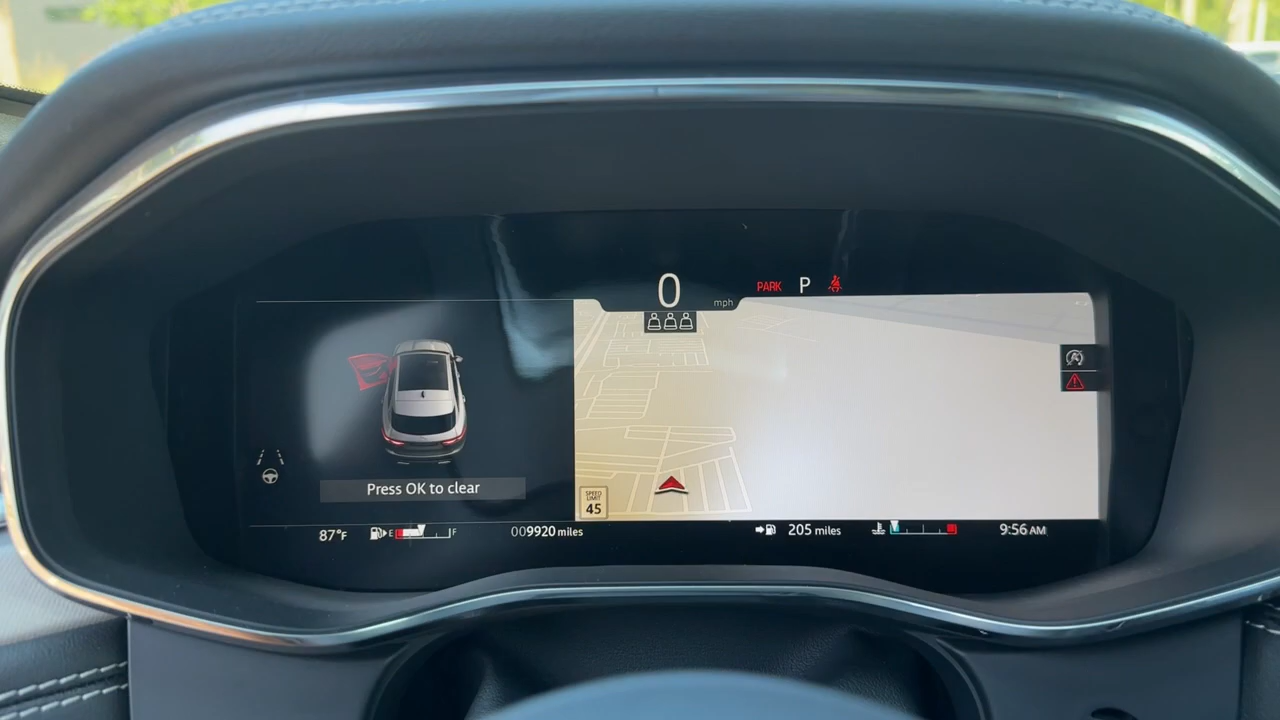 0
mph
PARK P
SPEED
LIMIT
45
Press OK to clear
87°F
E F
009920 miles
205 miles
9:56 AM